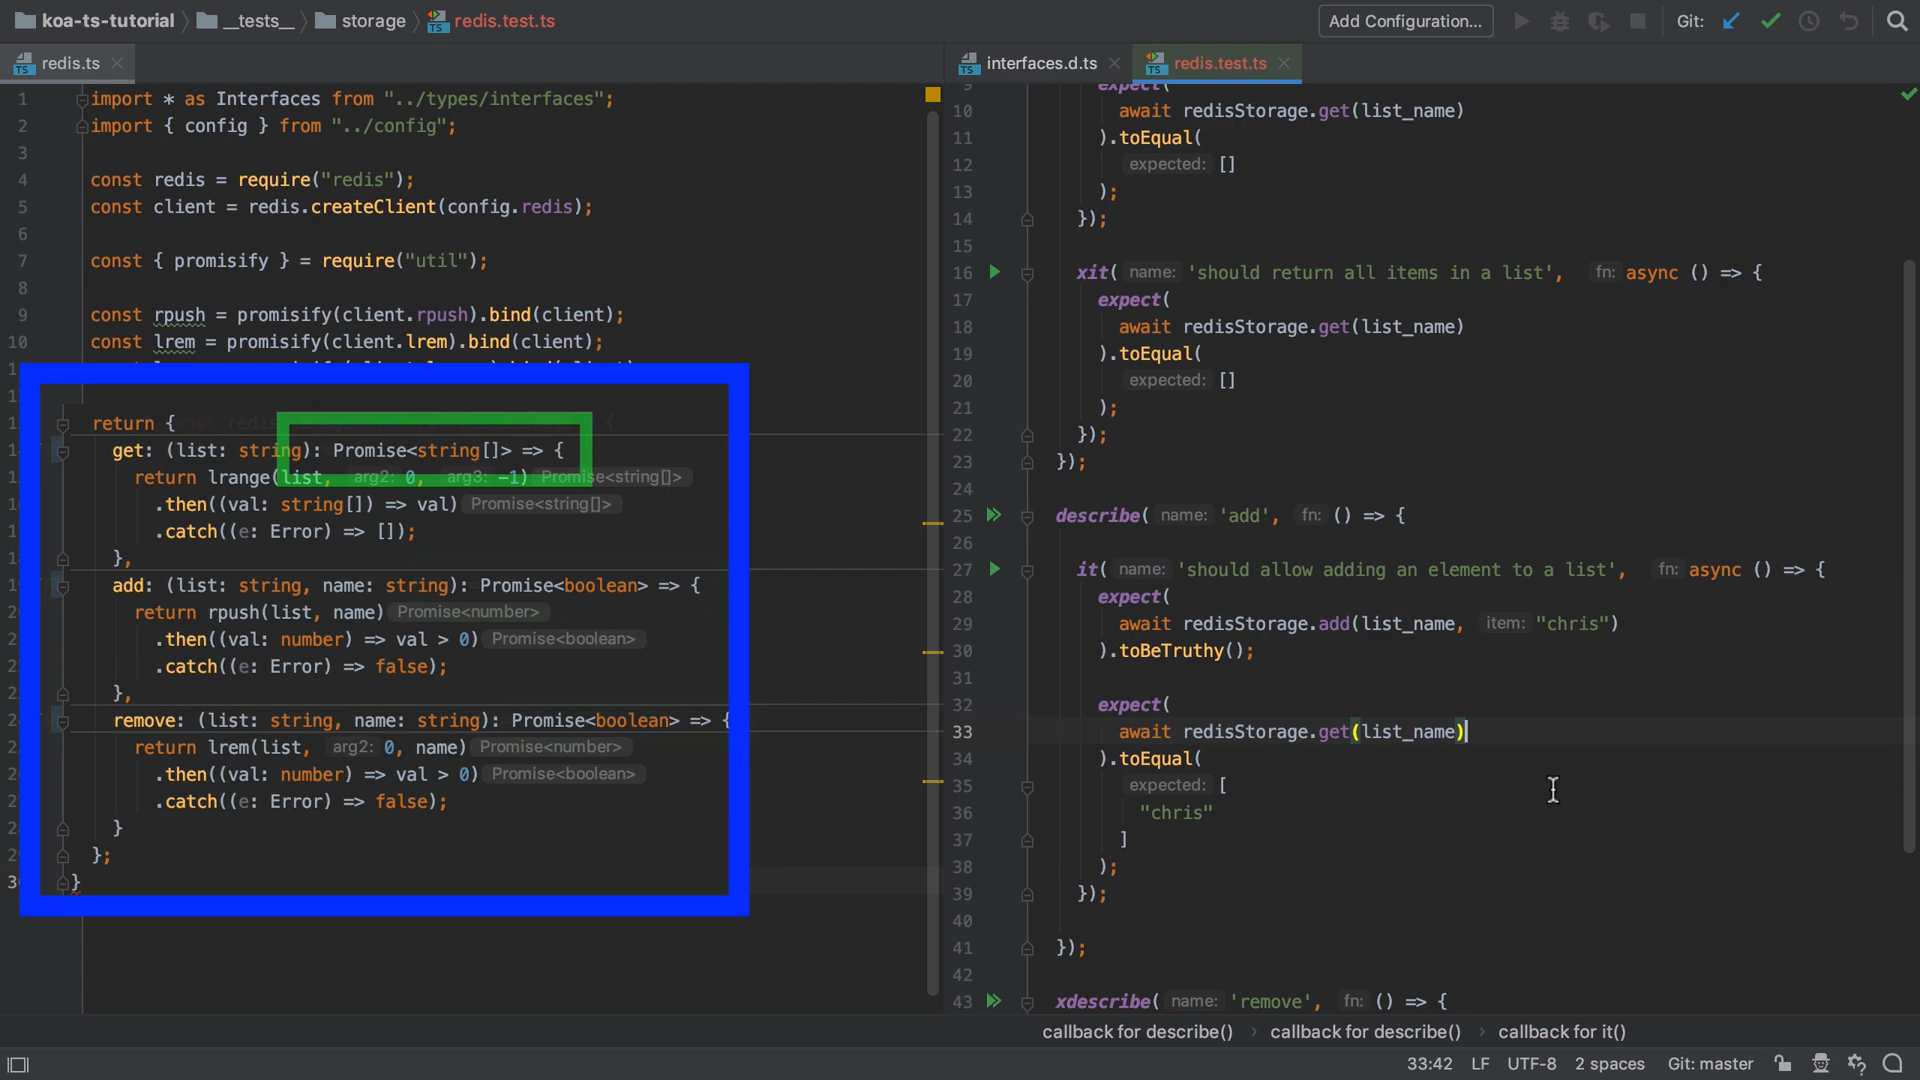 koa-ts-tutorial __tests__ storage redis.test.ts
Add Configuration... Git:
redis.ts
1 import * as Interfaces from "../types/interfaces";
2 import { config } from "../config";
3
4 const redis = require("redis");
5 const client = redis.createClient(config.redis);
6
7 const { promisify } = require("util");
8
9 const rpush = promisify(client.rpush).bind(client);
10 const lrem = promisify(client.lrem).bind(client);
return {
get: (list: string): Promise<string[]> => {
return lrange(list, arg2: 0, arg3: -1) Promise<string[]>
.then((val: string[]) => val) Promise<string[]>
.catch((e: Error) => []);
},
add: (list: string, name: string): Promise<boolean> => {
return rpush(list, name) Promise<number>
.then((val: number) => val > 0) Promise<boolean>
.catch((e: Error) => false);
},
remove: (list: string, name: string): Promise<boolean> => {
return lrem(list, arg2: 0, name) Promise<number>
.then((val: number) => val > 0) Promise<boolean>
.catch((e: Error) => false);
}
};
}
interfaces.d.ts redis.test.ts
9 expect(
10 await redisStorage.get(list_name)
11 ).toEqual(
12 expected: []
13 );
14 });
15
16 xit( name: 'should return all items in a list', fn: async () => {
17 expect(
18 await redisStorage.get(list_name)
19 ).toEqual(
20 expected: []
21 );
22 });
23 });
24
25 describe( name: 'add', fn: () => {
26
27 it( name: 'should allow adding an element to a list', fn: async () => {
28 expect(
29 await redisStorage.add(list_name, item: "chris")
30 ).toBeTruthy();
31
32 expect(
33 await redisStorage.get(list_name)
34 ).toEqual(
35 expected: [
36 "chris"
37 ]
38 );
39 });
40
41 });
42
43 xdescribe( name: 'remove', fn: () => {
callback for describe() callback for describe() callback for it()
33:42 LF UTF-8 2 spaces Git: master